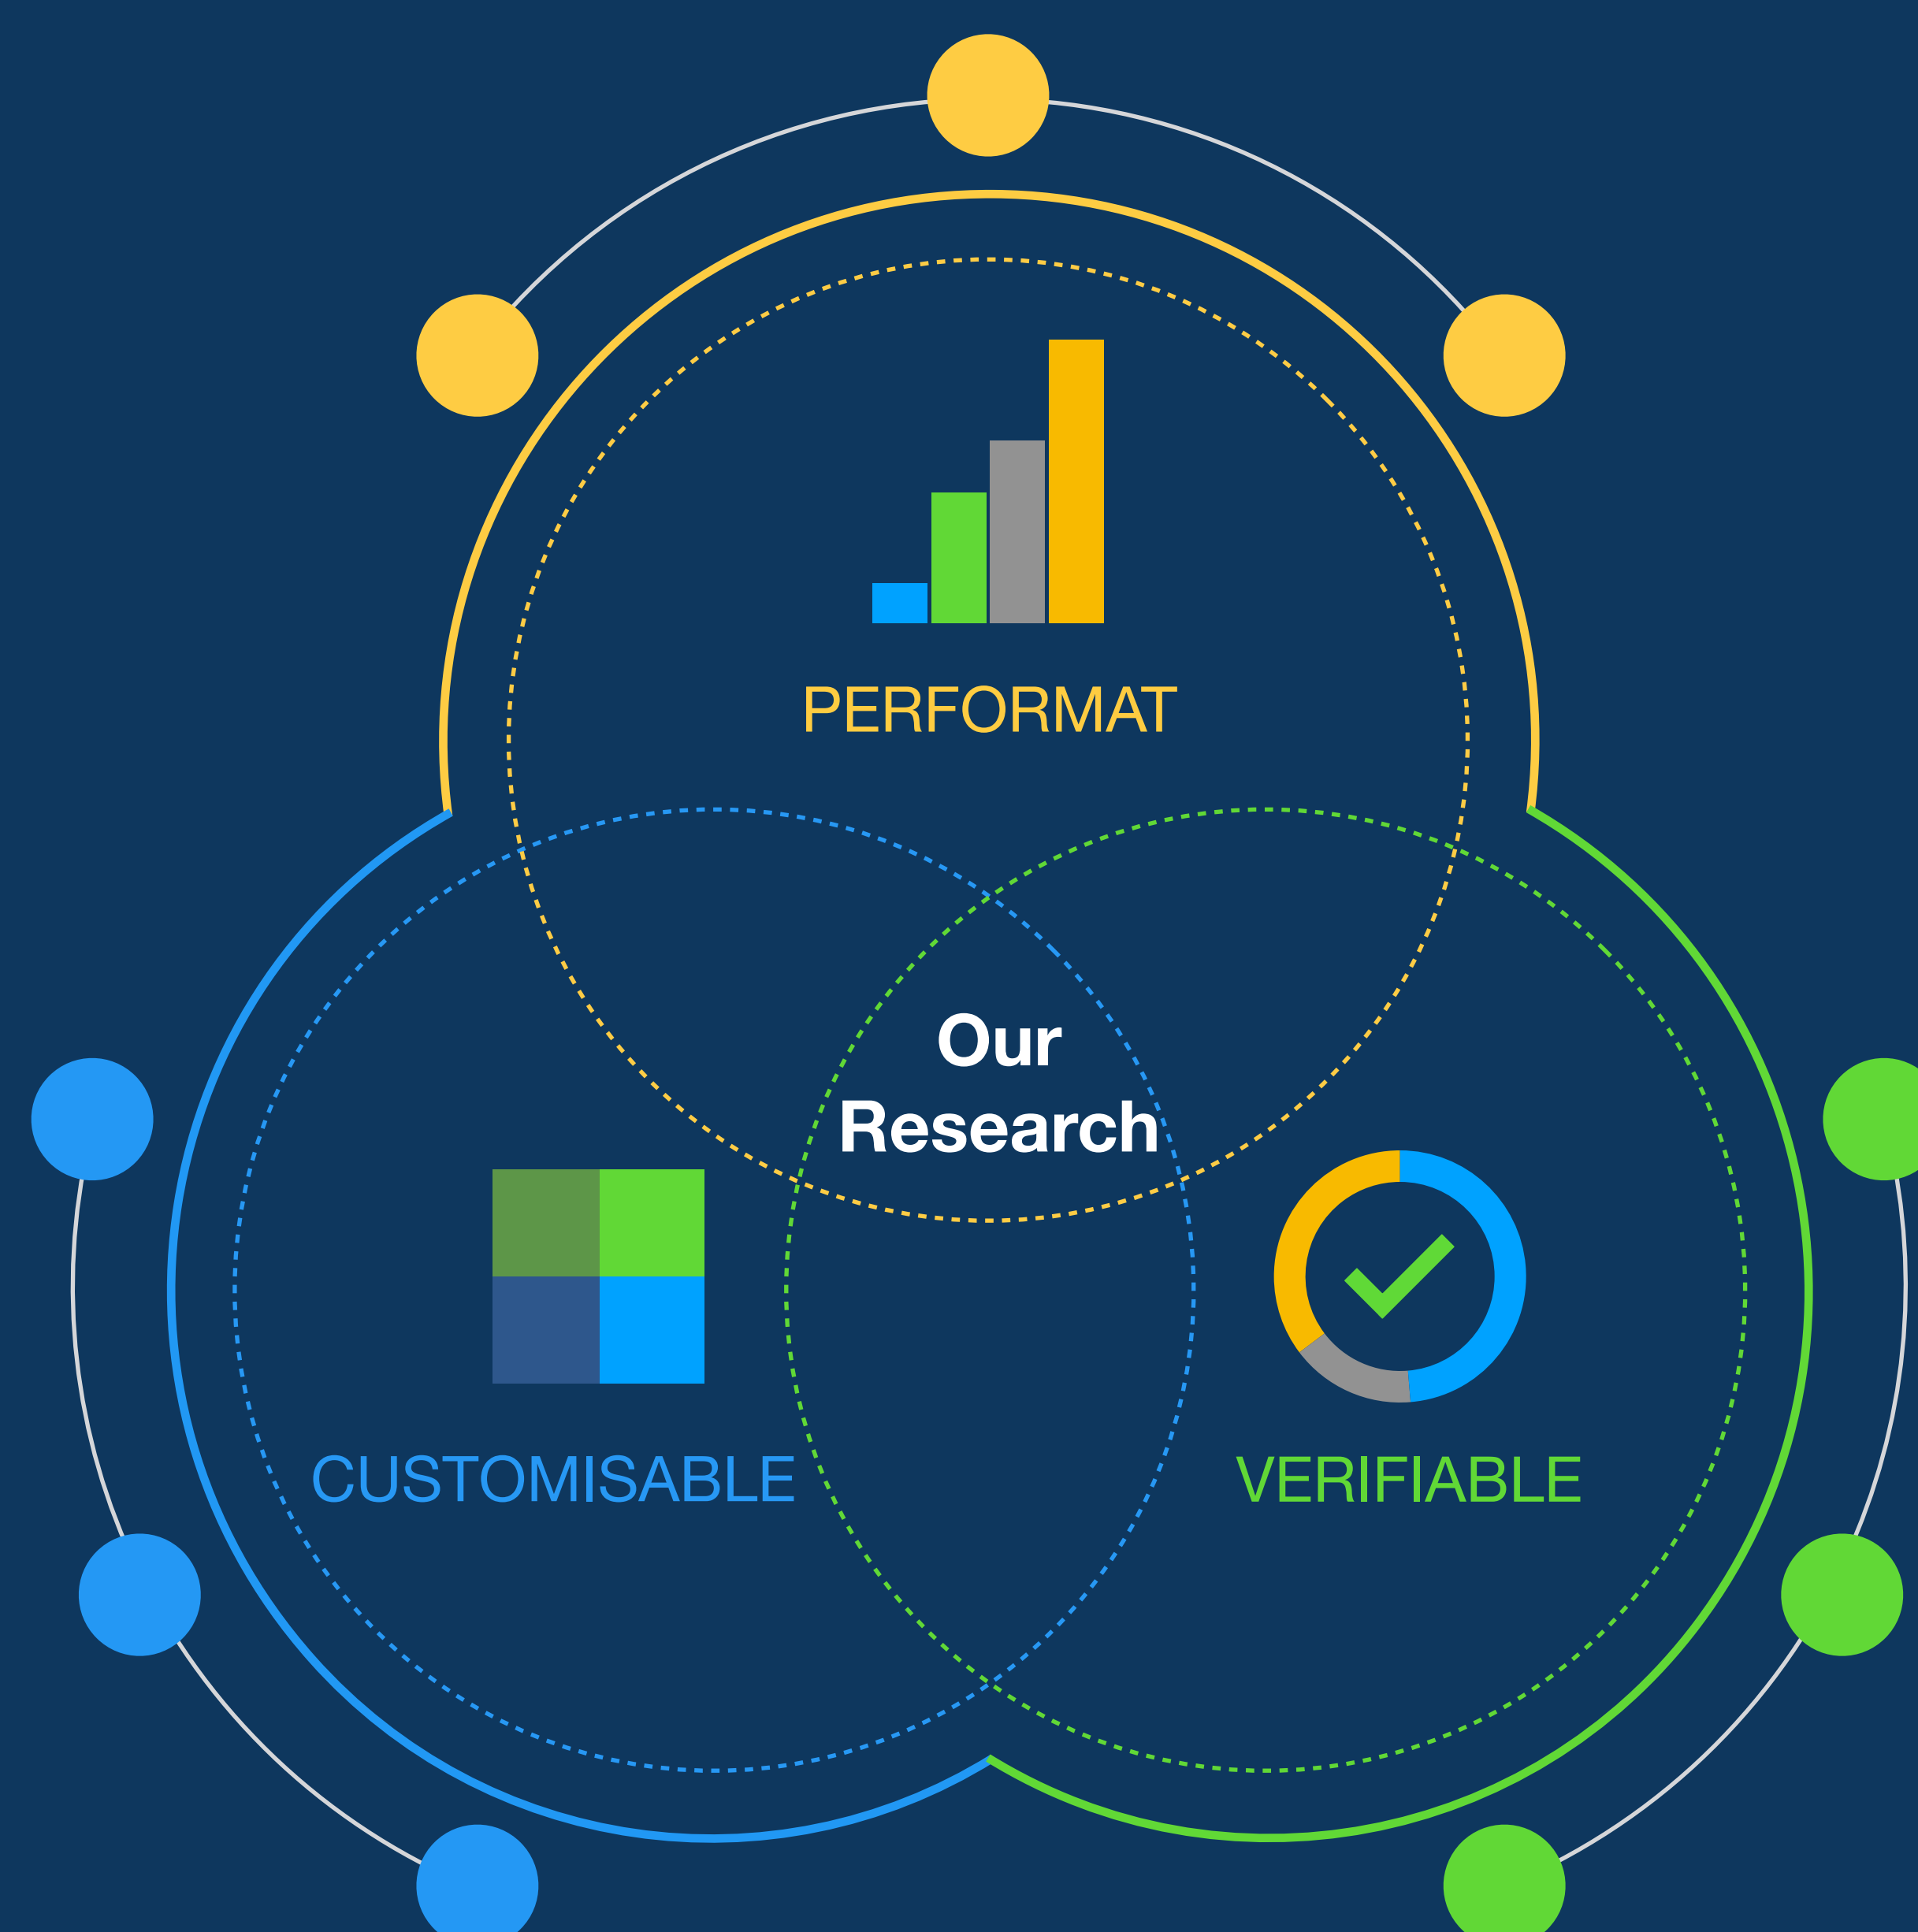 PERFORMAT
Our
Research
CUSTOMISABLE
VERIFIABLE